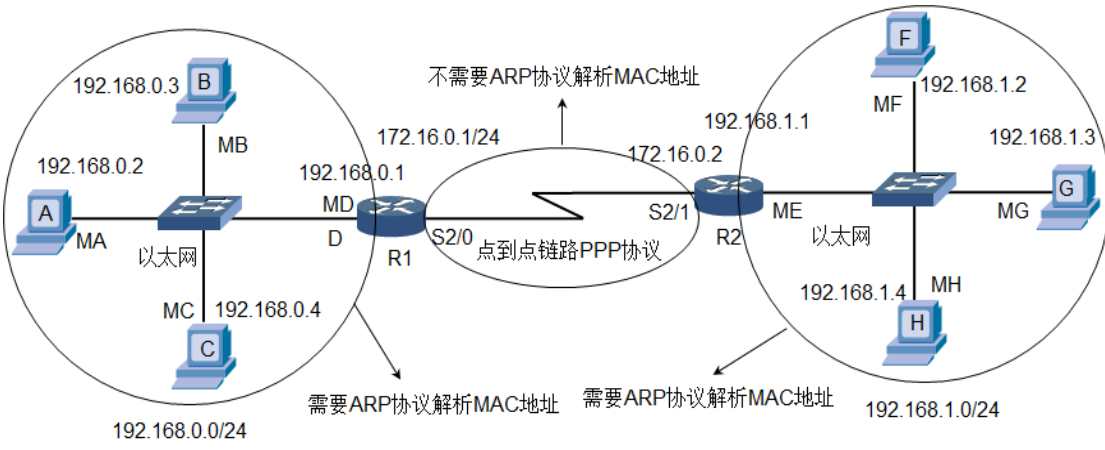 不需要ARP协议解析MAC地址
F
B
192.168.0.3
192.168.1.2
MF
192.168.1.1
172.16.0.1/24
192.168.1.3
MB
172.16.0.2
192.168.0.2
192.168.0.1
A
MD
G
MA
S2/1
ME
MG
D
S2/0
R2
以太网
以太网
R1
点到点链路PPP协议
MH
192.168.1.4
MC
192.168.0.4
H
C
需要ARP协议解析MAC地址
需要ARP协议解析MAC地址
192.168.1.0/24
192.168.0.0/24